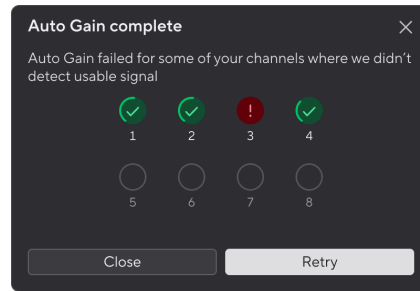 Auto Gain complete
Auto Gain failed for some of your channels where we didn't
detect usable signal
!
1 2 3 4
5 6 7 8
Close Retry